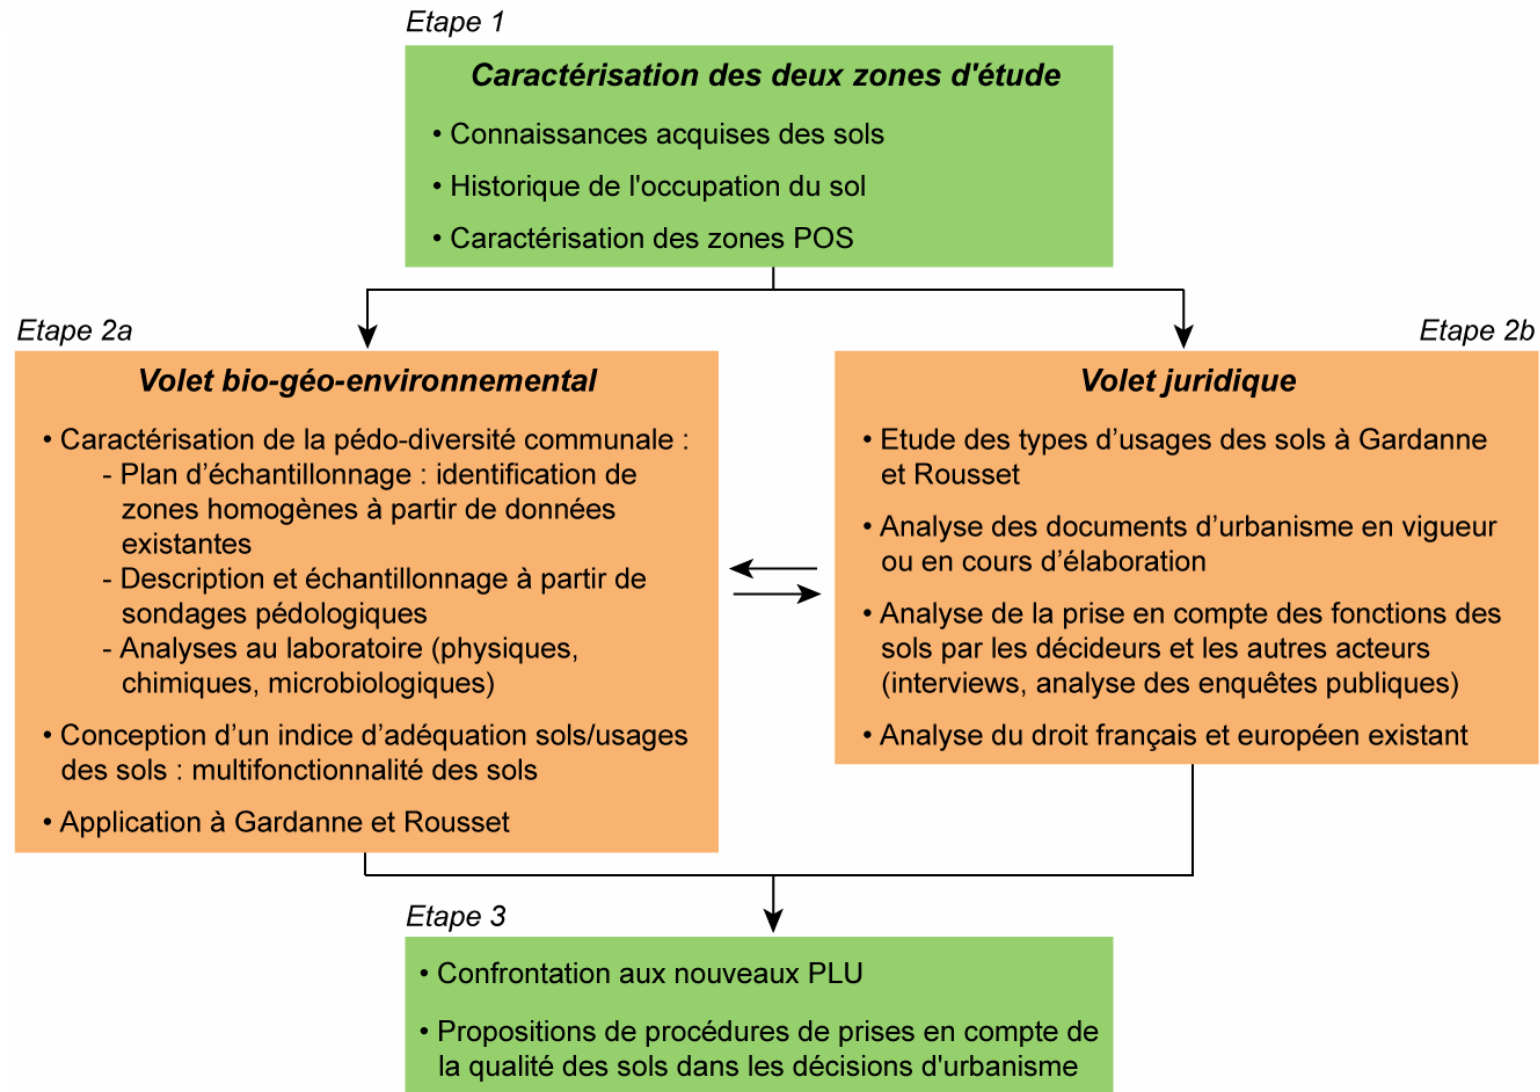 Etape 1
Caractérisation des deux zones d'étude
• Connaissances acquises des sols
• Historique de l'occupation du sol
• Caractérisation des zones POS
Etape 2a
Volet bio-géo-environnemental
• Caractérisation de la pédo-diversité communale :
- Plan d’échantillonnage : identification de
zones homogènes à partir de données
existantes
- Description et échantillonnage à partir de
sondages pédologiques
- Analyses au laboratoire (physiques,
chimiques, microbiologiques)
• Conception d’un indice d’adéquation sols/usages
des sols : multifonctionnalité des sols
• Application à Gardanne et Rousset
Etape 2b
Volet juridique
• Etude des types d’usages des sols à Gardanne
et Rousset
• Analyse des documents d’urbanisme en vigueur
ou en cours d’élaboration
• Analyse de la prise en compte des fonctions des
sols par les décideurs et les autres acteurs
(interviews, analyse des enquêtes publiques)
• Analyse du droit français et européen existant
Etape 3
• Confrontation aux nouveaux PLU
• Propositions de procédures de prises en compte de
la qualité des sols dans les décisions d'urbanisme